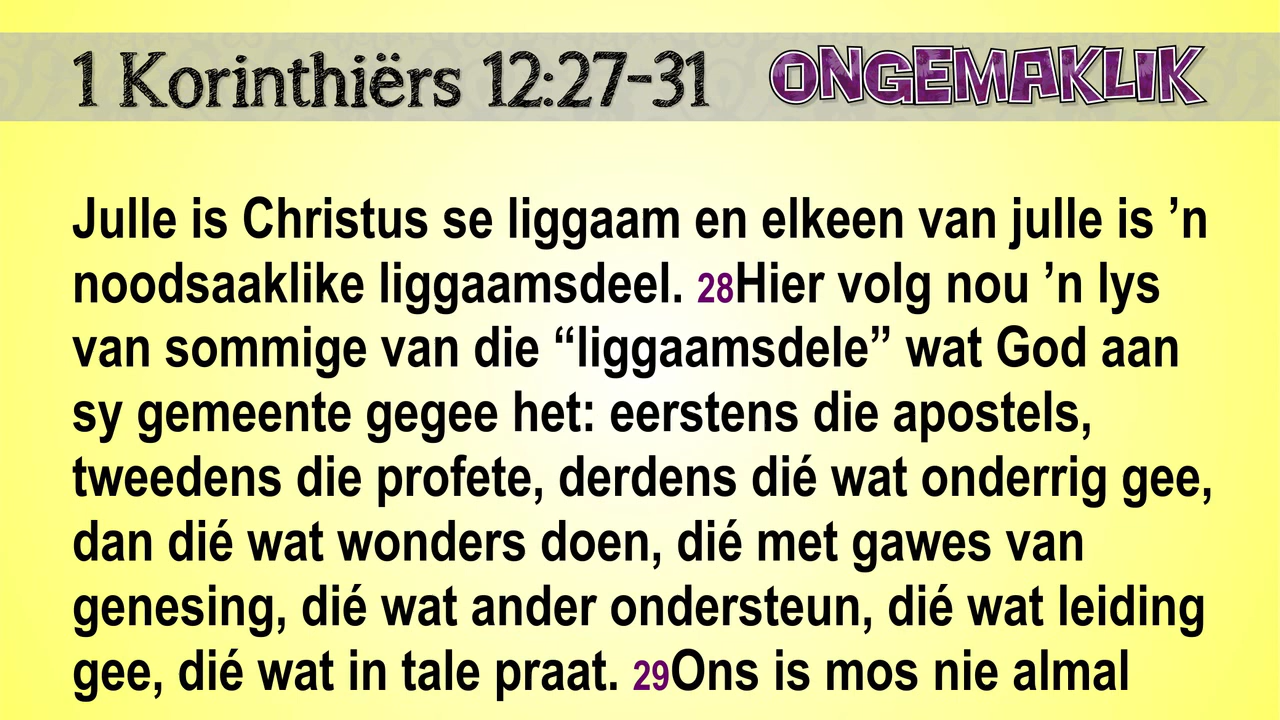 1 Korinthiërs 12:27-31 ONGEMAKLIK
Julle is Christus se liggaam en elkeen van julle is ’n
noodsaaklike liggaamsdeel. 28Hier volg nou ’n lys
van sommige van die “liggaamsdele” wat God aan
sy gemeente gegee het: eerstens die apostels,
tweedens die profete, derdens dié wat onderrig gee,
dan dié wat wonders doen, dié met gawes van
genesing, dié wat ander ondersteun, dié wat leiding
gee, dié wat in tale praat. 29Ons is mos nie almal